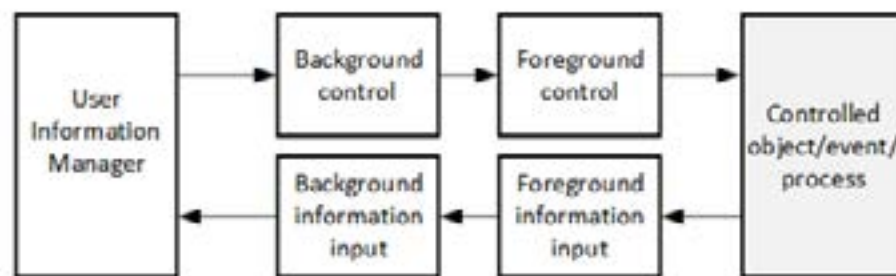 User
Information
Manager
Background
control
Foreground
control
Controlled
object/event/
process
Background
information
input
Foreground
information
input